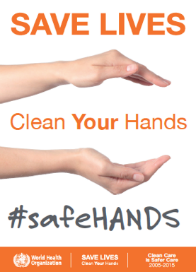 SAVE LIVES
Clean Your Hands
#safeHANDS
World Health
Organization
SAVE LIVES
Clean Your Hands
Clean Care
is Safer Care
2005-2015